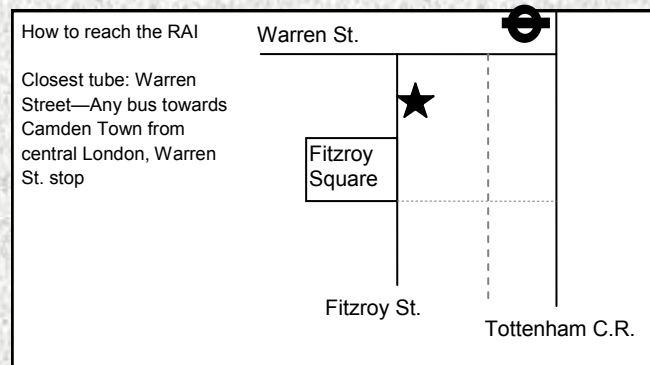 How to reach the RAI
Closest tube: Warren
Street—Any bus towards
Camden Town from
central London, Warren
St. stop
Warren St.
Fitzroy
Square
Fitzroy St.
Tottenham C.R.